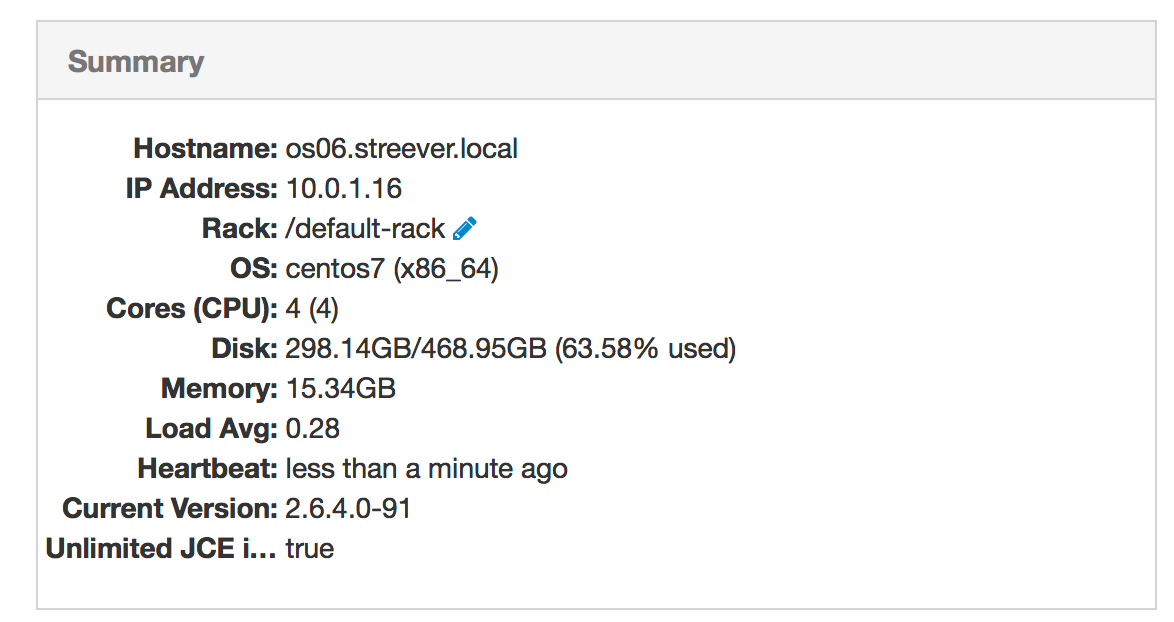 Summary
Hostname: os06.streever.local
IP Address: 10.0.1.16
Rack: /default-rack
OS: centos7 (x86_64)
Cores (CPU): 4 (4)
Disk: 298.14GB/468.95GB (63.58% used)
Memory: 15.34GB
Load Avg: 0.28
Heartbeat: less than a minute ago
Current Version: 2.6.4.0-91
Unlimited JCE i... true